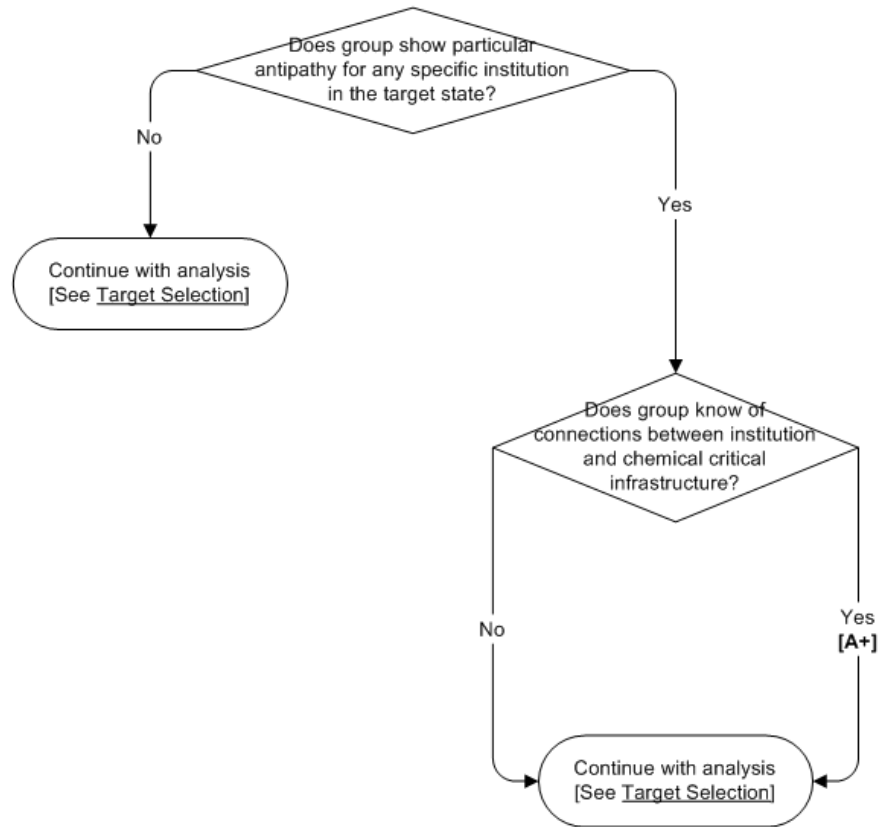 Does group show particular
antipathy for any specific institution
in the target state?
No
Yes
Continue with analysis
[See Target Selection]
Does group know of
connections between institution
and chemical critical
infrastructure?
No
Yes
[A+]
Continue with analysis
[See Target Selection]